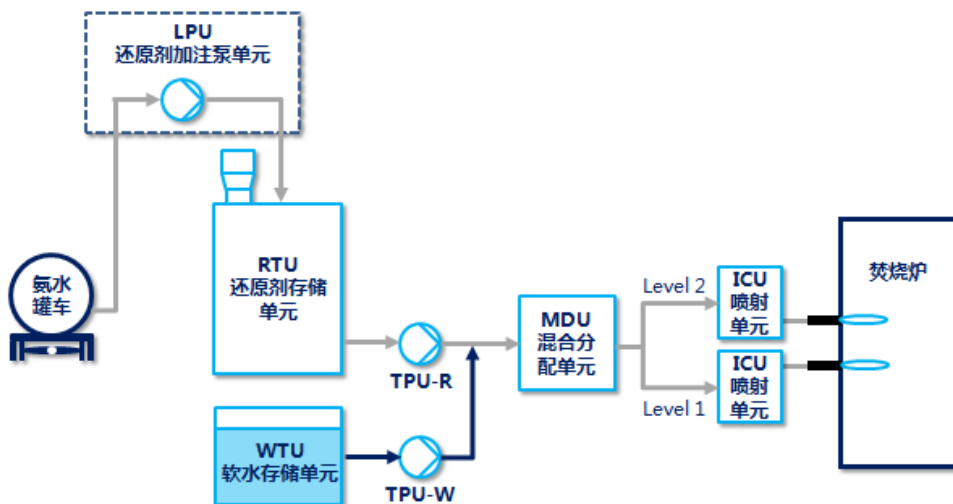 LPU
还原剂加注泵单元
氨水
罐车
RTU
还原剂存储
单元
TPU-R
WTU
软水存储单元
TPU-W
MDU
混合分
配单元
Level 2
Level 1
ICU
喷射
单元
ICU
喷射
单元
焚烧炉